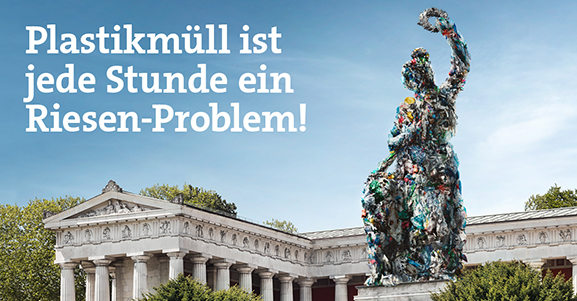 Plastikmüll ist
jede Stunde ein
Riesen-Problem!